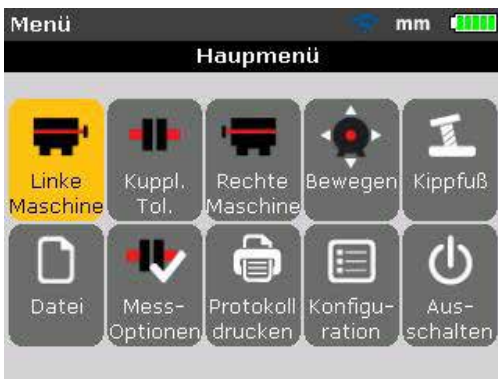 Menü
mm
Haupmenü
Linke
Maschine
Kuppl.
Tol.
Rechte
Maschine
Bewegen
Kippfuß
Datei
Mess-
Optionen
Protokoll
drucken
Konfigu-
ration
Aus-
schalten